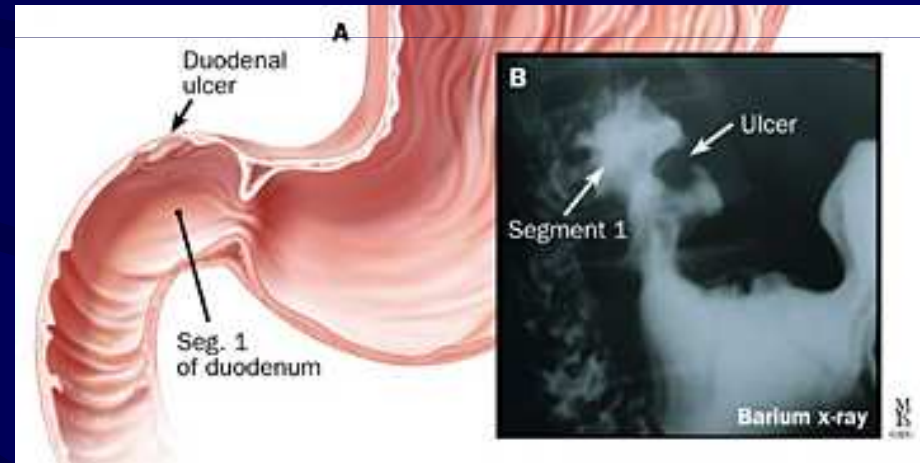 A
Duodenal
ulcer
Seg. 1
of duodenum
B
Ulcer
Segment 1
Barium x-ray